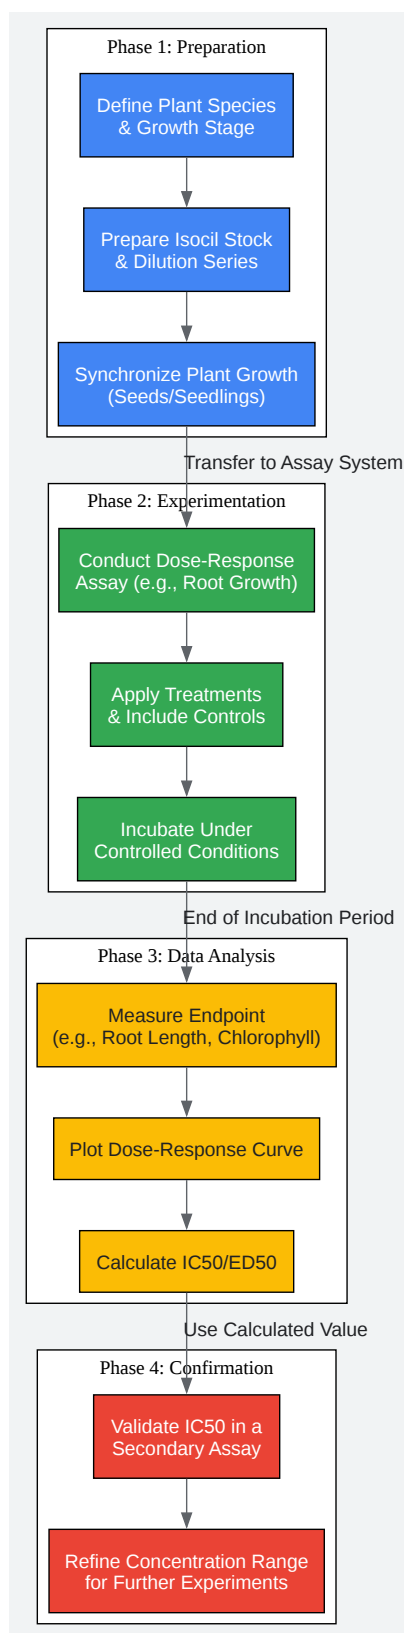 Phase 1: Preparation
Define Plant Species
& Growth Stage
Prepare Isocil Stock
& Dilution Series
Synchronize Plant Growth
(Seeds/Seedlings)
Transfer to Assay System
Phase 2: Experimentation
Conduct Dose-Response
Assay (e.g., Root Growth)
Apply Treatments
& Include Controls
Incubate Under
Controlled Conditions
End of Incubation Period
Phase 3: Data Analysis
Measure Endpoint
(e.g., Root Length, Chlorophyll)
Plot Dose-Response Curve
Calculate IC50/ED50
Use Calculated Value
Phase 4: Confirmation
Validate IC50 in a
Secondary Assay
Refine Concentration Range
for Further Experiments